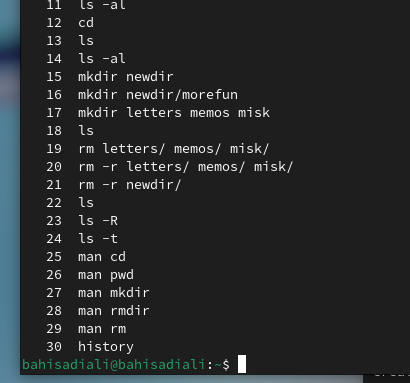 11 ls -al
12 cd
13 ls
14 ls -al
15 mkdir newdir
16 mkdir newdir/morefun
17 mkdir letters memos misk
18 ls
19 rm letters/ memos/ misk/
20 rm -r letters/ memos/ misk/
21 rm -r newdir/
22 ls
23 ls -R
24 ls -t
25 man cd
26 man pwd
27 man mkdir
28 man rmdir
29 man rm
30 history
bahisadiali@bahisadiali:~$